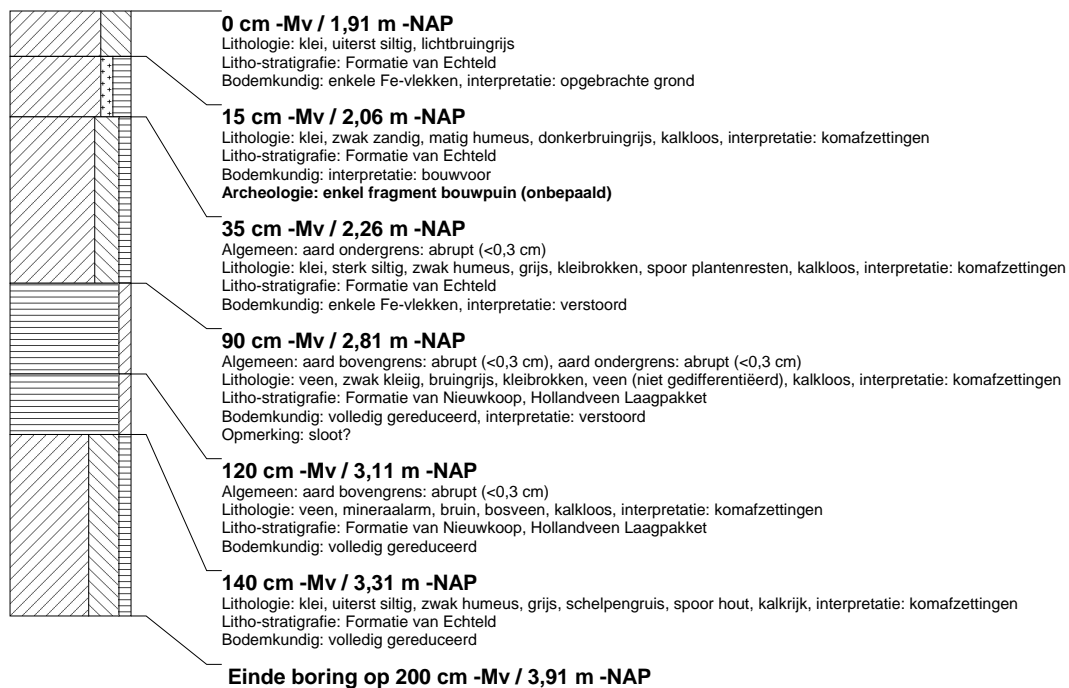 0 cm -Mv / 1,91 m -NAP
Lithologie: klei, uiterst siltig, lichtbruingrijs
Litho-stratigrafie: Formatie van Echteld
Bodemkundig: enkele Fe-vlekken, interpretatie: opgebrachte grond
15 cm -Mv / 2,06 m -NAP
Lithologie: klei, zwak zandig, matig humeus, donkerbruingrijs, kalkloos, interpretatie: komafzettingen
Litho-stratigrafie: Formatie van Echteld
Bodemkundig: interpretatie: bouwvoor
Archeologie: enkel fragment bouwpuin (onbepaald)
35 cm -Mv / 2,26 m -NAP
Algemeen: aard ondergrens: abrupt (<0,3 cm)
Lithologie: klei, sterk siltig, zwak humeus, grijs, kleibrokken, spoor plantenresten, kalkloos, interpretatie: komafzettingen
Litho-stratigrafie: Formatie van Echteld
Bodemkundig: enkele Fe-vlekken, interpretatie: verstoord
90 cm -Mv / 2,81 m -NAP
Algemeen: aard bovengrens: abrupt (<0,3 cm), aard ondergrens: abrupt (<0,3 cm)
Lithologie: veen, zwak kleiig, bruingrijs, kleibrokken, veen (niet gedifferentiëerd), kalkloos, interpretatie: komafzettingen
Litho-stratigrafie: Formatie van Nieuwkoop, Hollandveen Laagpakket
Bodemkundig: volledig gereduceerd, interpretatie: verstoord
Opmerking: sloot?
120 cm -Mv / 3,11 m -NAP
Algemeen: aard bovengrens: abrupt (<0,3 cm)
Lithologie: veen, mineraalarm, bruin, bosveen, kalkloos, interpretatie: komafzettingen
Litho-stratigrafie: Formatie van Nieuwkoop, Hollandveen Laagpakket
Bodemkundig: volledig gereduceerd
140 cm -Mv / 3,31 m -NAP
Lithologie: klei, uiterst siltig, zwak humeus, grijs, schelpengruis, spoor hout, kalkrijk, interpretatie: komafzettingen
Litho-stratigrafie: Formatie van Echteld
Bodemkundig: volledig gereduceerd
Einde boring op 200 cm -Mv / 3,91 m -NAP